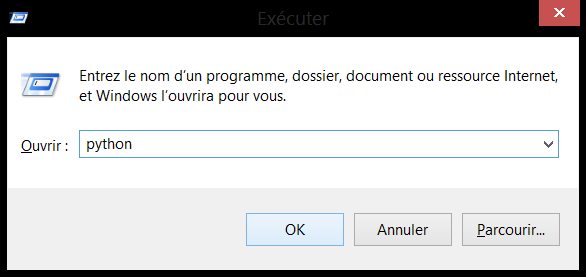 Exécuter
Entrez le nom d'un programme, dossier, document ou ressource Internet,
et Windows l'ouvrira pour vous.
Ouvrir : python
OK Annuler Parcourir...